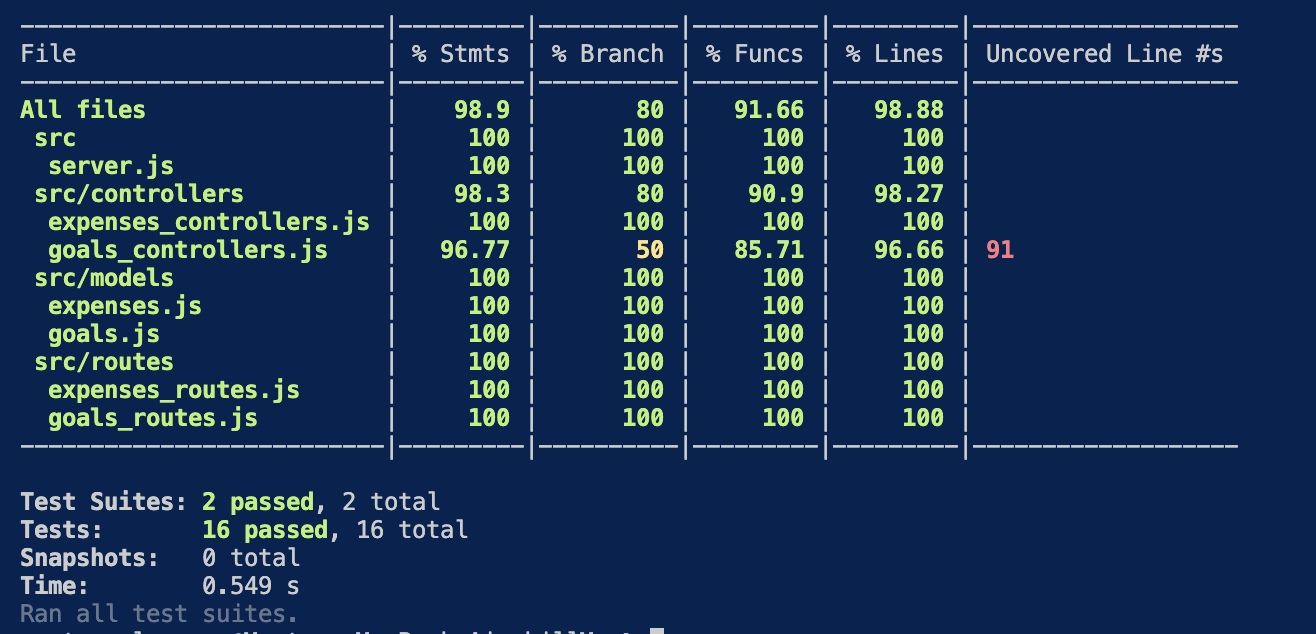 File | % Stmts | % Branch | % Funcs | % Lines | Uncovered Line #s
All files | 98.9 | 80 | 91.66 | 98.88 |
src | 100 | 100 | 100 | 100 |
server.js | 100 | 100 | 100 | 100 |
src/controllers | 98.3 | 80 | 90.9 | 98.27 |
expenses_controllers.js | 100 | 100 | 100 | 100 |
goals_controllers.js | 96.77 | 50 | 85.71 | 96.66 | 91
src/models | 100 | 100 | 100 | 100 |
expenses.js | 100 | 100 | 100 | 100 |
goals.js | 100 | 100 | 100 | 100 |
src/routes | 100 | 100 | 100 | 100 |
expenses_routes.js | 100 | 100 | 100 | 100 |
goals_routes.js | 100 | 100 | 100 | 100 |
Test Suites: 2 passed, 2 total
Tests: 16 passed, 16 total
Snapshots: 0 total
Time: 0.549 s
Ran all test suites.